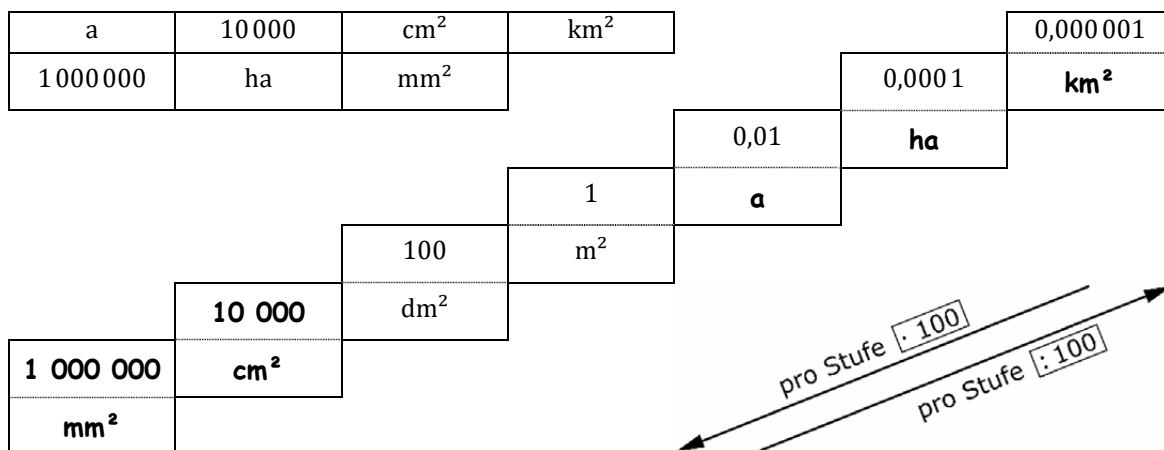 a 10000 cm² km² 0,000001
1000000 ha mm² 0,0001 km²
0,01 ha
1 a
100 m²
10 000 dm²
1 000 000 cm²
mm²
pro Stufe · 100
pro Stufe : 100